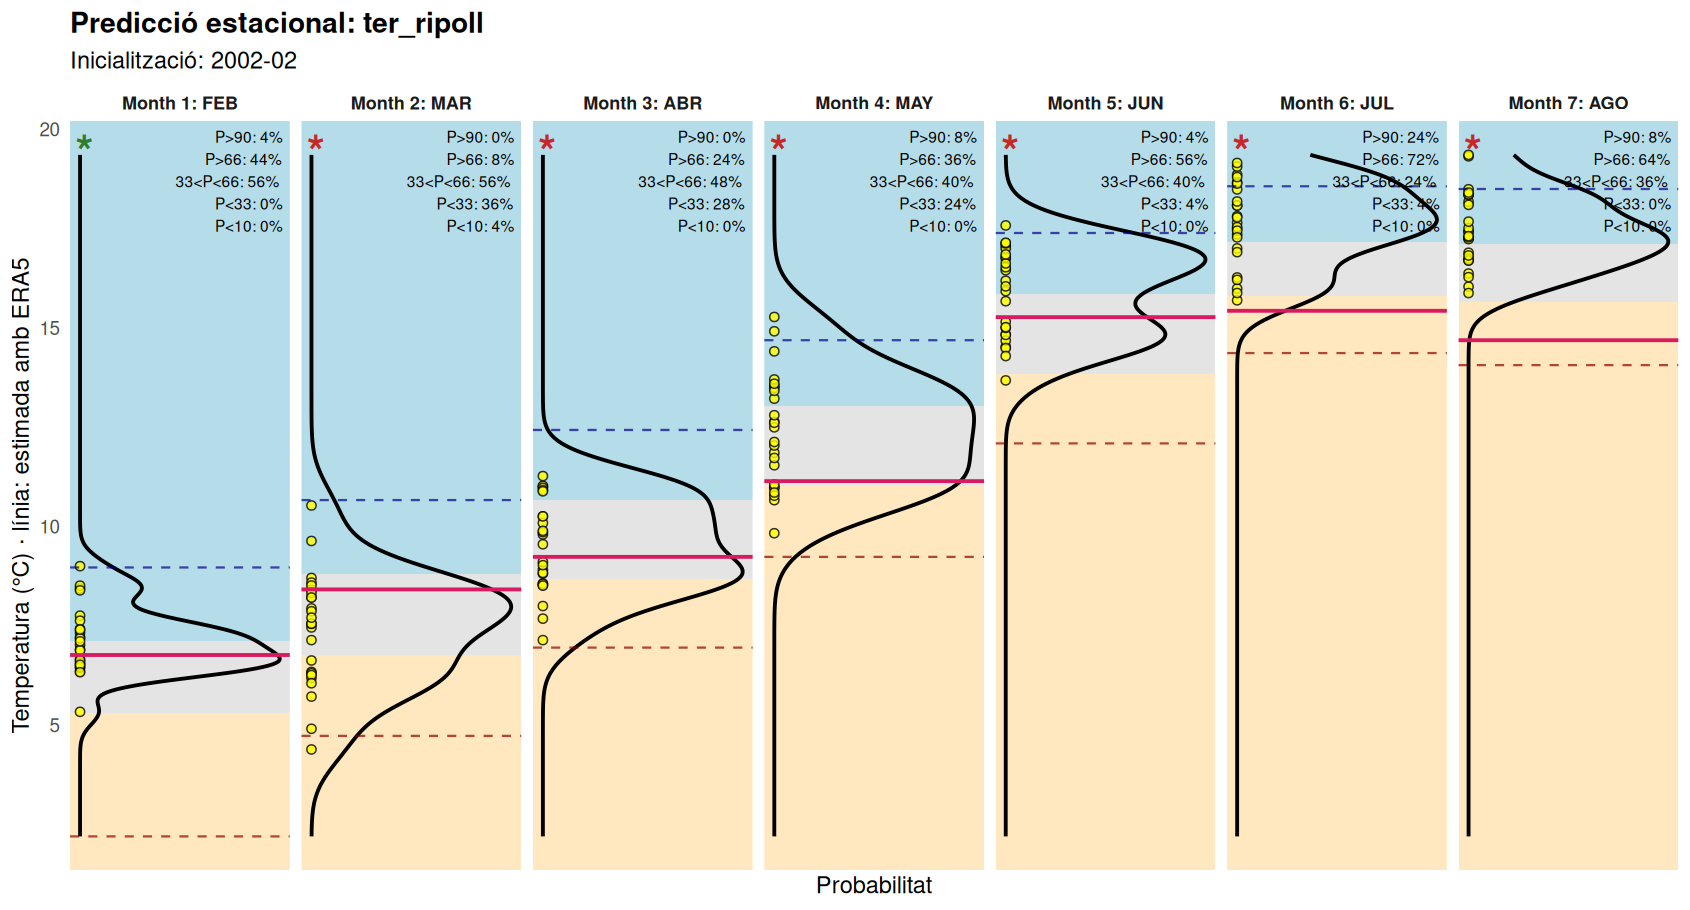 Predicció estacional: ter_ripoll
Inicialització: 2002-02
Month 1: FEB
Month 2: MAR
Month 3: ABR
Month 4: MAY
Month 5: JUN
Month 6: JUL
Month 7: AGO
Temperatura (°C) · línia: estimada amb ERA5
20
15
10
5
*
P>90: 4%
P>66: 44%
33<P<66: 56%
P<33: 0%
P<10: 0%
*
P>90: 0%
P>66: 8%
33<P<66: 56%
P<33: 36%
P<10: 4%
*
P>90: 0%
P>66: 24%
33<P<66: 48%
P<33: 28%
P<10: 0%
*
P>90: 8%
P>66: 36%
33<P<66: 40%
P<33: 24%
P<10: 0%
*
P>90: 4%
P>66: 56%
33<P<66: 40%
P<33: 4%
P<10: 0%
*
P>90: 24%
P>66: 72%
33<P<66: 24%
P<33: 4%
P<10: 0%
*
P>90: 8%
P>66: 64%
33<P<66: 36%
P<33: 0%
P<10: 0%
Probabilitat